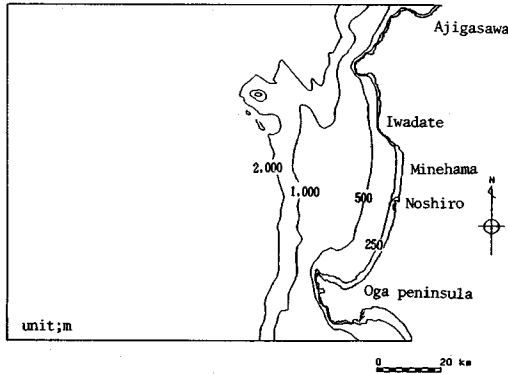 Ajigasawa
Iwadate
2.000
Minehama
N
1.000
500
Noshiro
250
Oga peninsula
unit;m
0 20 km